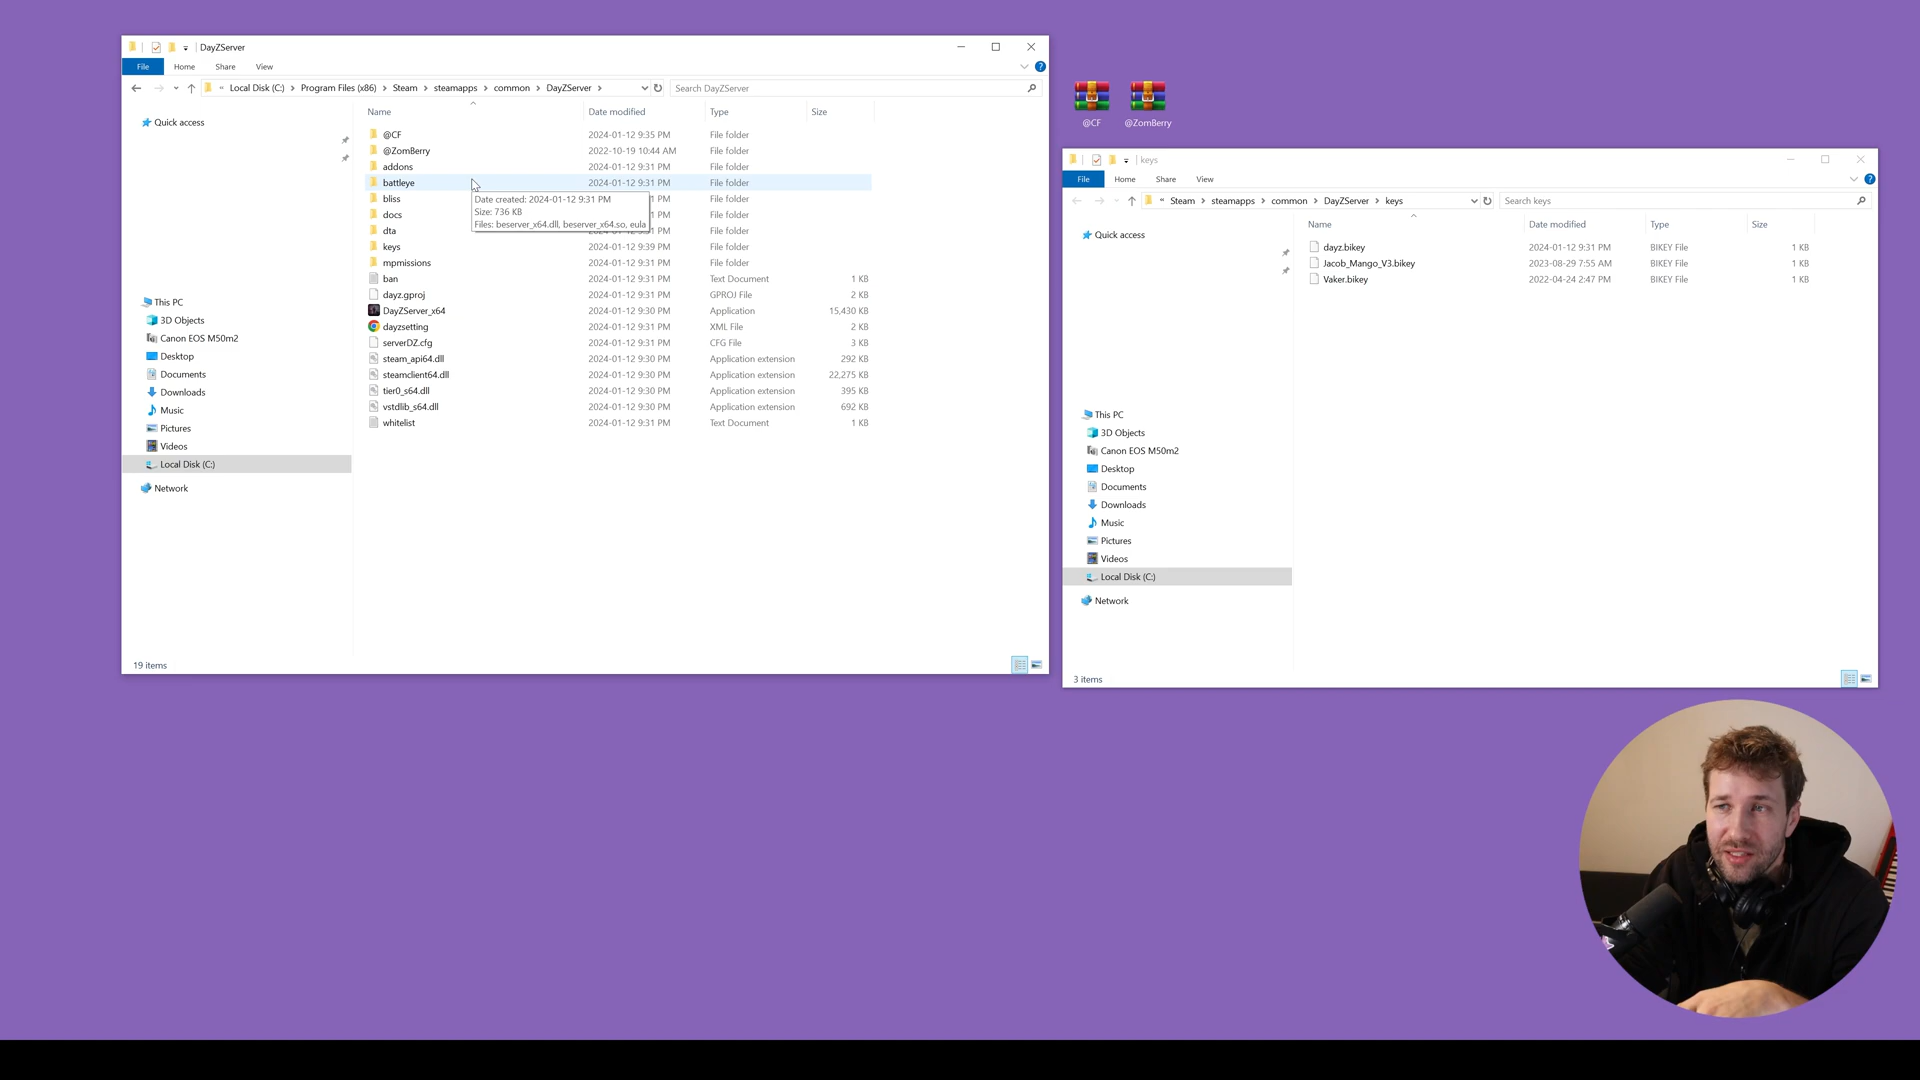 DayZServer
File Home Share View
« Local Disk (C:) > Program Files (x86) > Steam > steamapps > common > DayZServer > Search DayZServer
Name Date modified Type Size
Quick access
This PC
3D Objects
Canon EOS M50m2
Desktop
Documents
Downloads
Music
Pictures
Videos
Local Disk (C:)
Network
@CF 2024-01-12 9:35 PM File folder
@ZomBerry 2022-10-19 10:44 AM File folder
addons 2024-01-12 9:31 PM File folder
battleye 2024-01-12 9:31 PM File folder
bliss 1 PM File folder
docs 1 PM File folder
dta 9:31 PM File folder
keys 2024-01-12 9:39 PM File folder
mpmissions 2024-01-12 9:31 PM File folder
ban 2024-01-12 9:31 PM Text Document 1 KB
dayz.gproj 2024-01-12 9:31 PM GPROJ File 2 KB
DayZServer_x64 2024-01-12 9:30 PM Application 15,430 KB
dayzsetting 2024-01-12 9:31 PM XML File 2 KB
serverDZ.cfg 2024-01-12 9:31 PM CFG File 3 KB
steam_api64.dll 2024-01-12 9:30 PM Application extension 292 KB
steamclient64.dll 2024-01-12 9:30 PM Application extension 22,275 KB
tier0_s64.dll 2024-01-12 9:30 PM Application extension 395 KB
vstdlib_s64.dll 2024-01-12 9:30 PM Application extension 692 KB
whitelist 2024-01-12 9:31 PM Text Document 1 KB
Date created: 2024-01-12 9:31 PM
Size: 736 KB
Files: beserver_x64.dll, beserver_x64.so, eula
19 items
@CF @ZomBerry
keys
File Home Share View
« Steam > steamapps > common > DayZServer > keys Search keys
Name Date modified Type Size
Quick access
This PC
3D Objects
Canon EOS M50m2
Desktop
Documents
Downloads
Music
Pictures
Videos
Local Disk (C:)
Network
dayz.bikey 2024-01-12 9:31 PM BIKEY File 1 KB
Jacob_Mango_V3.bikey 2023-08-29 7:55 AM BIKEY File 1 KB
Vaker.bikey 2022-04-24 2:47 PM BIKEY File 1 KB
3 items